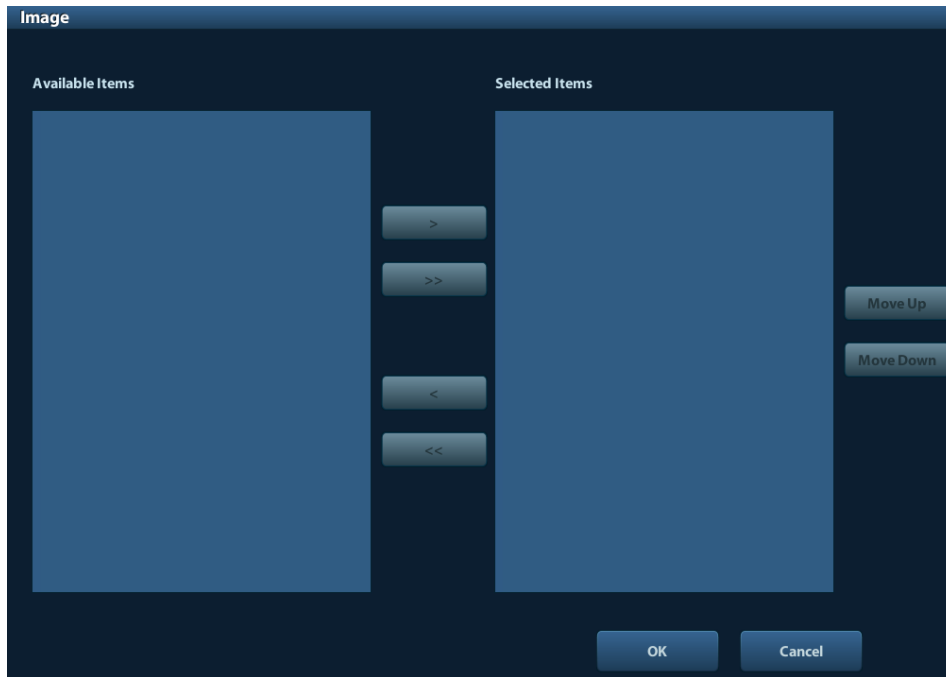 Image
Available Items
Selected Items
>
>>
<
<<
Move Up
Move Down
OK
Cancel